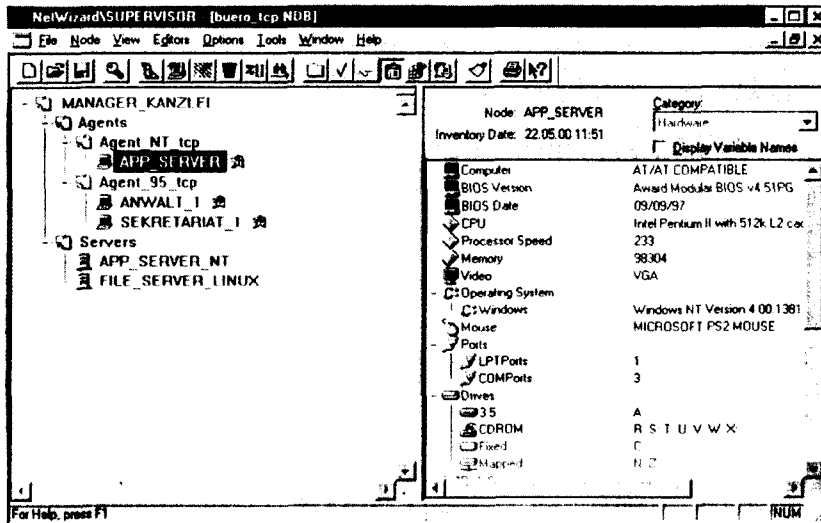 NetWizard\SUPERVISOR - [buero_tcp NDB]
File Node View Editors Options Tools Window Help
MANAGER_KANZLEI
Agents
Agent_NT_tcp
APP_SERVER
Agent_95_tcp
ANWALT_1
SEKRETARIAT_1
Servers
APP_SERVER_NT
FILE_SERVER_LINUX
Node: APP_SERVER
Inventory Date: 22.05.00 11:51
Category:
Hardware
Display Variable Names
Computer AT/AT COMPATIBLE
BIOS Version Award Modular BIOS v4.51PG
BIOS Date 09/09/97
CPU Intel Pentium II with 512k L2 cac
Processor Speed 233
Memory 98304
Video VGA
C: Operating System
C: Windows Windows NT Version 4.00.1381
Mouse MICROSOFT PS2 MOUSE
Ports
LPTPorts 1
COMPorts 3
Drives
3.5 A
CDROM R S T U V W X
Fixed C
Mapped N Z
For Help, press F1
NUM